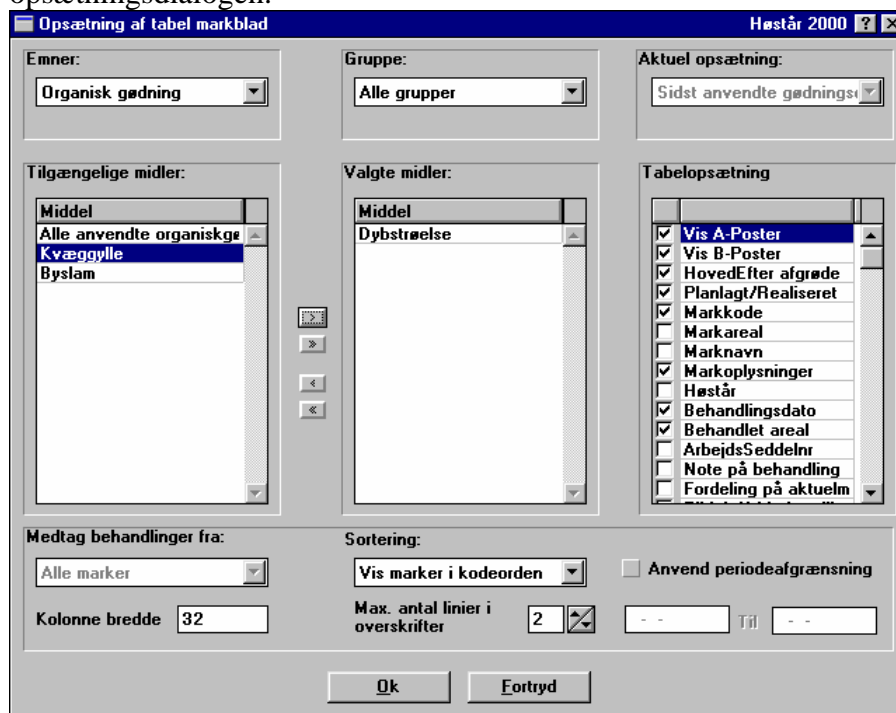 opsætningsdialogen.
Opsætning af tabel markblad Høstår 2000 ?
Emner: Gruppe: Aktuel opsætning:
Organisk gødning Alle grupper Sidst anvendte gødnings
Tilgængelige midler:
Middel
Alle anvendte organiskgø
Kvæggylle
Byslam
>
»
<
«
Valgte midler:
Middel
Dybstrøelse
Tabelopsætning
Vis A-Poster
Vis B-Poster
HovedEfter afgrøde
Planlagt/Realiseret
Markkode
Markareal
Marknavn
Markoplysninger
Høstår
Behandlingsdato
Behandlet areal
ArbejdsSeddelnr
Note på behandling
Fordeling på aktuelm
Medtag behandlinger fra:
Alle marker
Kolonne bredde 32
Sortering:
Vis marker i kodeorden
Max. antal linier i
overskrifter 2
Anvend periodeafgrænsning
- - Til - -
Ok Fortryd